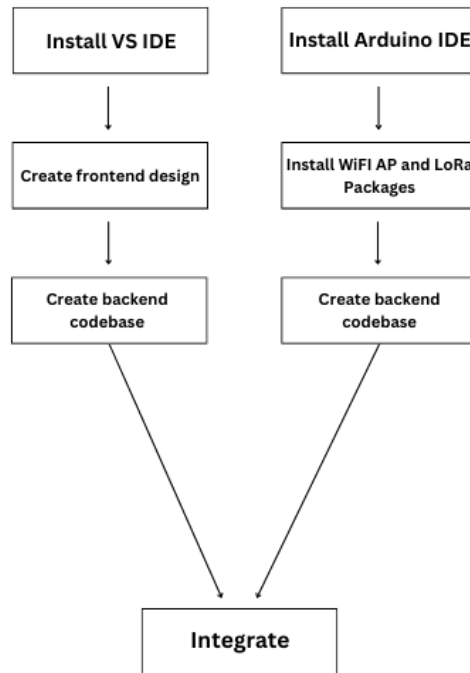 Install VS IDE
Install Arduino IDE
Create frontend design
Install WiFI AP and LoRa
Packages
Create backend
codebase
Create backend
codebase
Integrate